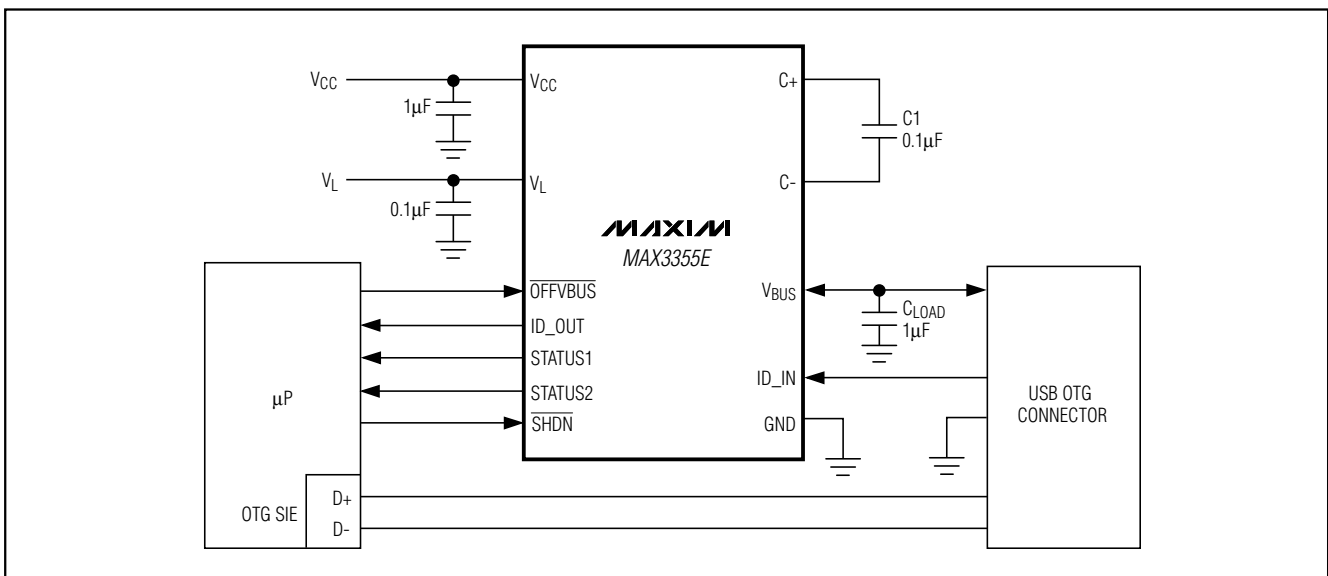 VCC
1µF
VCC
C+
C1
0.1µF
VL
0.1µF
VL
C-
MAXIM
MAX3355E
OFFVBUS
ID_OUT
STATUS1
STATUS2
SHDN
VBUS
CLOAD
1µF
ID_IN
GND
µP
OTG SIE
D+
D-
USB OTG
CONNECTOR